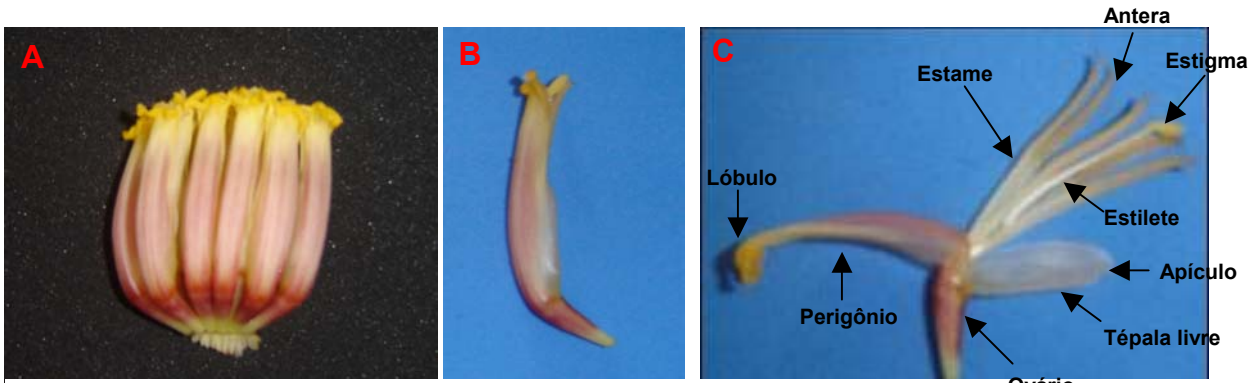 A
B
C
Antera
Estigma
Estame
Lóbulo
Estilete
Apículo
Perigônio
Tépala livre